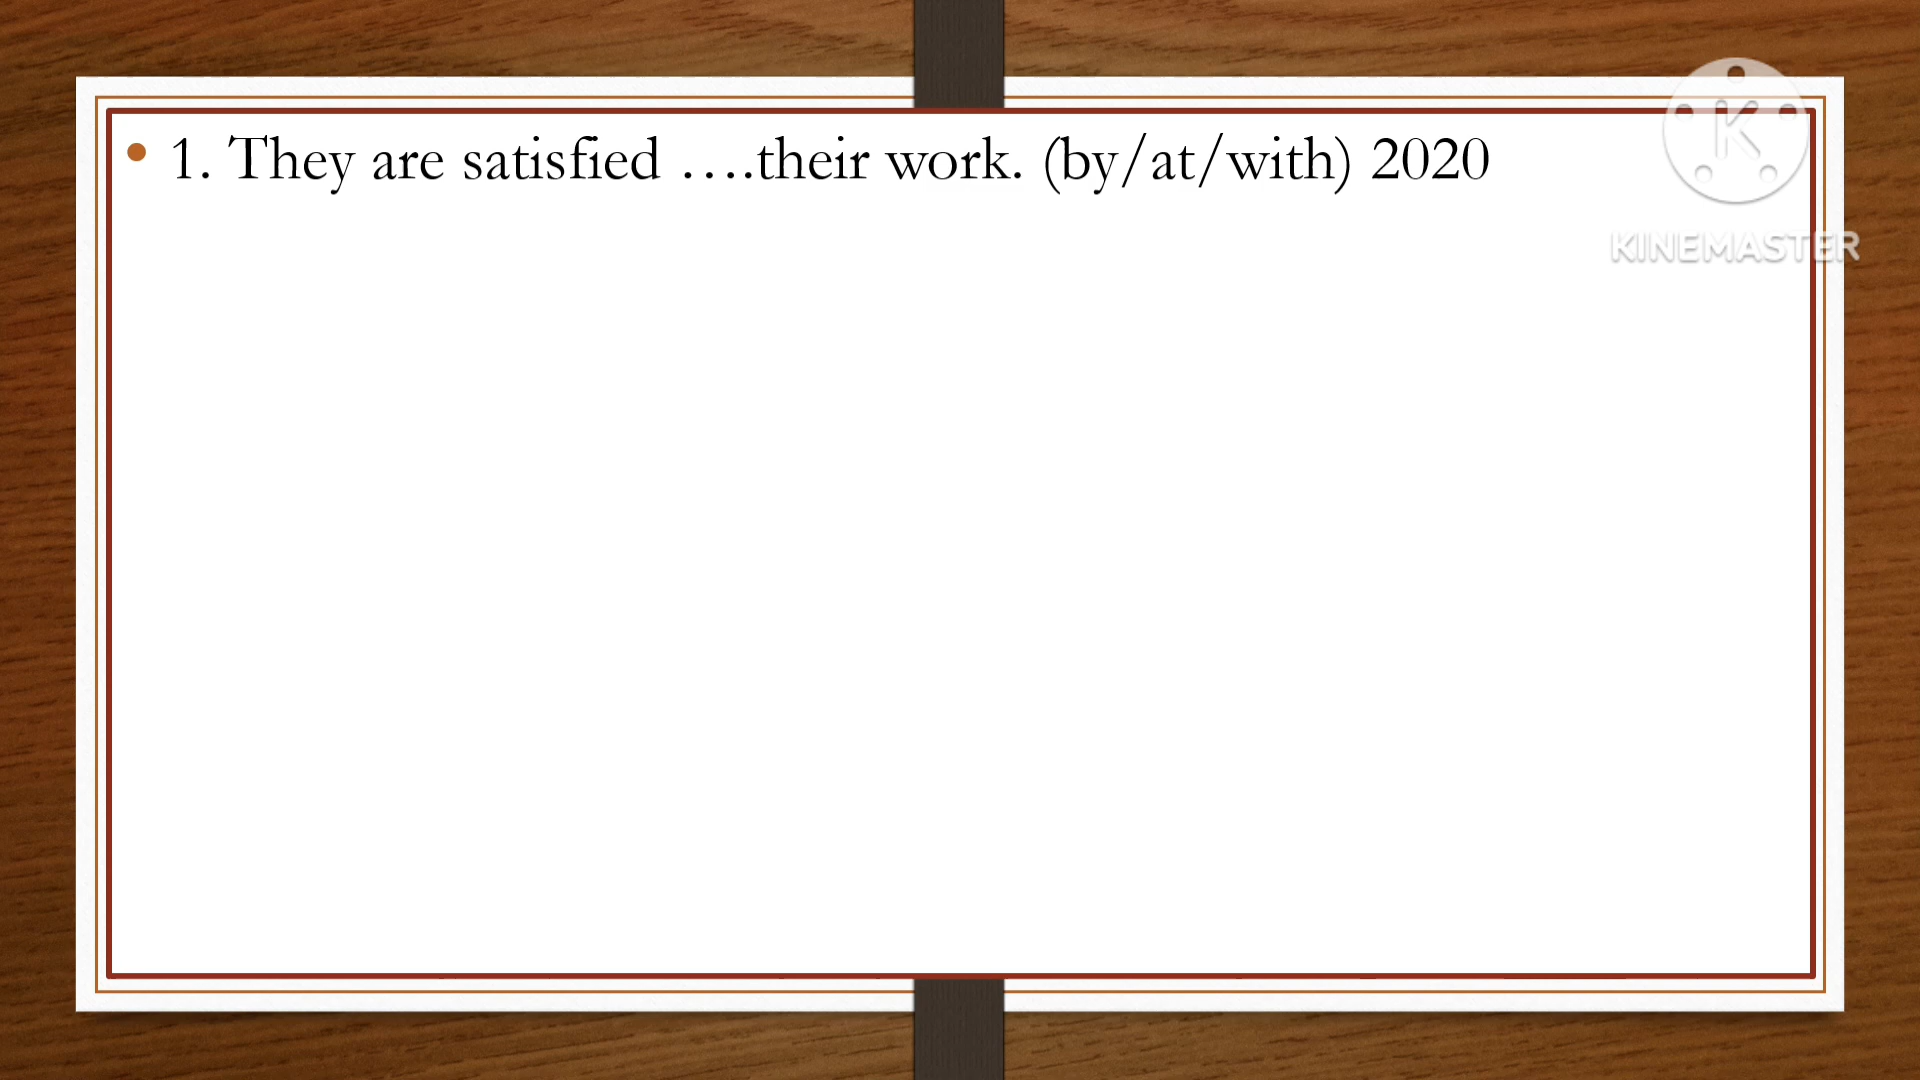 • 1. They are satisfied ….their work. (by/at/with) 2020
K
KINEMASTER